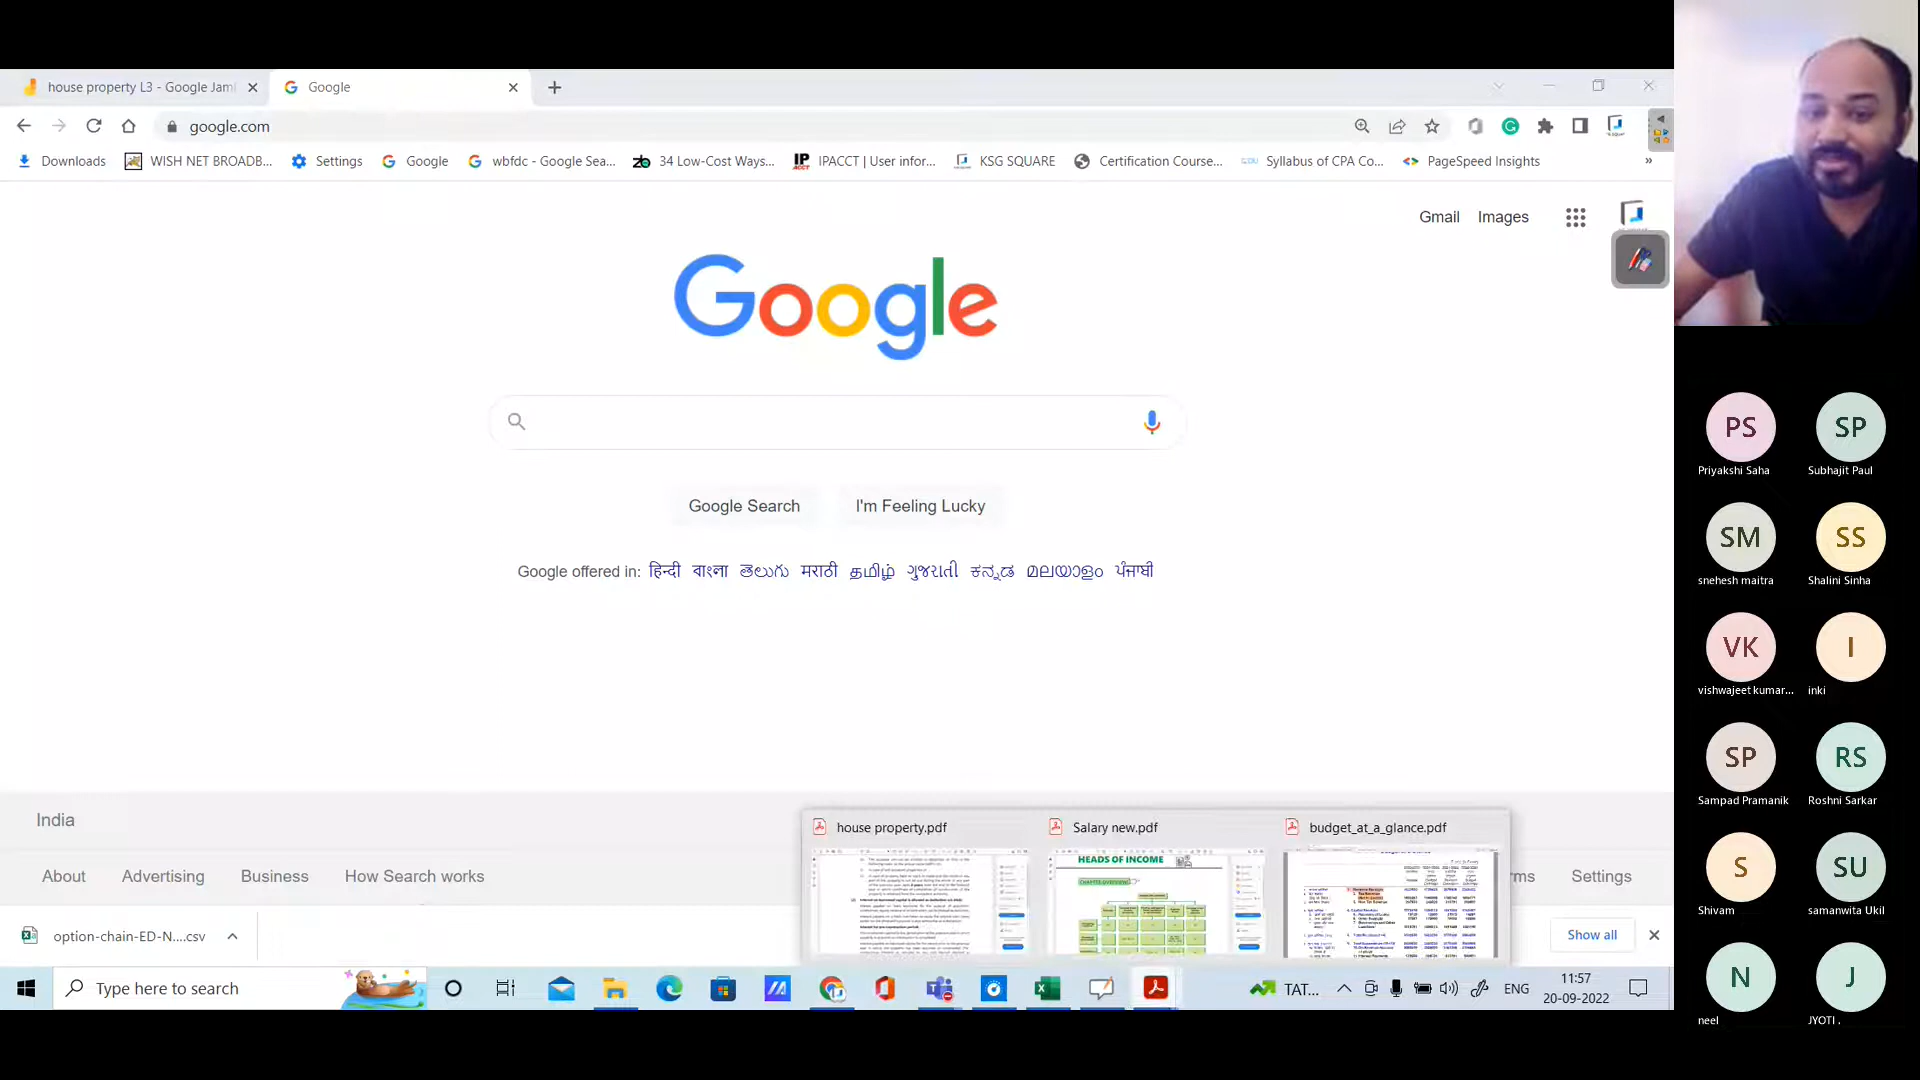 house property L3 - Google Jam
Google
google.com
Downloads
WISH NET BROADB...
Settings
Google
wbfdc - Google Sea...
34 Low-Cost Ways...
IPACCT | User infor...
KSG SQUARE
Certification Course...
Syllabus of CPA Co...
PageSpeed Insights
Gmail Images
Google
Google Search
I'm Feeling Lucky
Google offered in: हिन्दी বাংলা తెలుగు मराठी தமிழ் ગુજરાતી ಕನ್ನಡ മലയാളം ਪੰਜਾਬੀ
India
About
Advertising
Business
How Search works
Settings
house property.pdf
Salary new.pdf
budget_at_a_glance.pdf
HEADS OF INCOME
option-chain-ED-N....csv
Show all
Type here to search
TAT...
ENG
11:57
20-09-2022
PS
Priyakshi Saha
SP
Subhajit Paul
SM
snehesh maitra
SS
Shalini Sinha
VK
vishwajeet kumar...
I
inki
SP
Sampad Pramanik
RS
Roshni Sarkar
S
Shivam
SU
samanwita Ukil
N
neel
J
JYOTI .